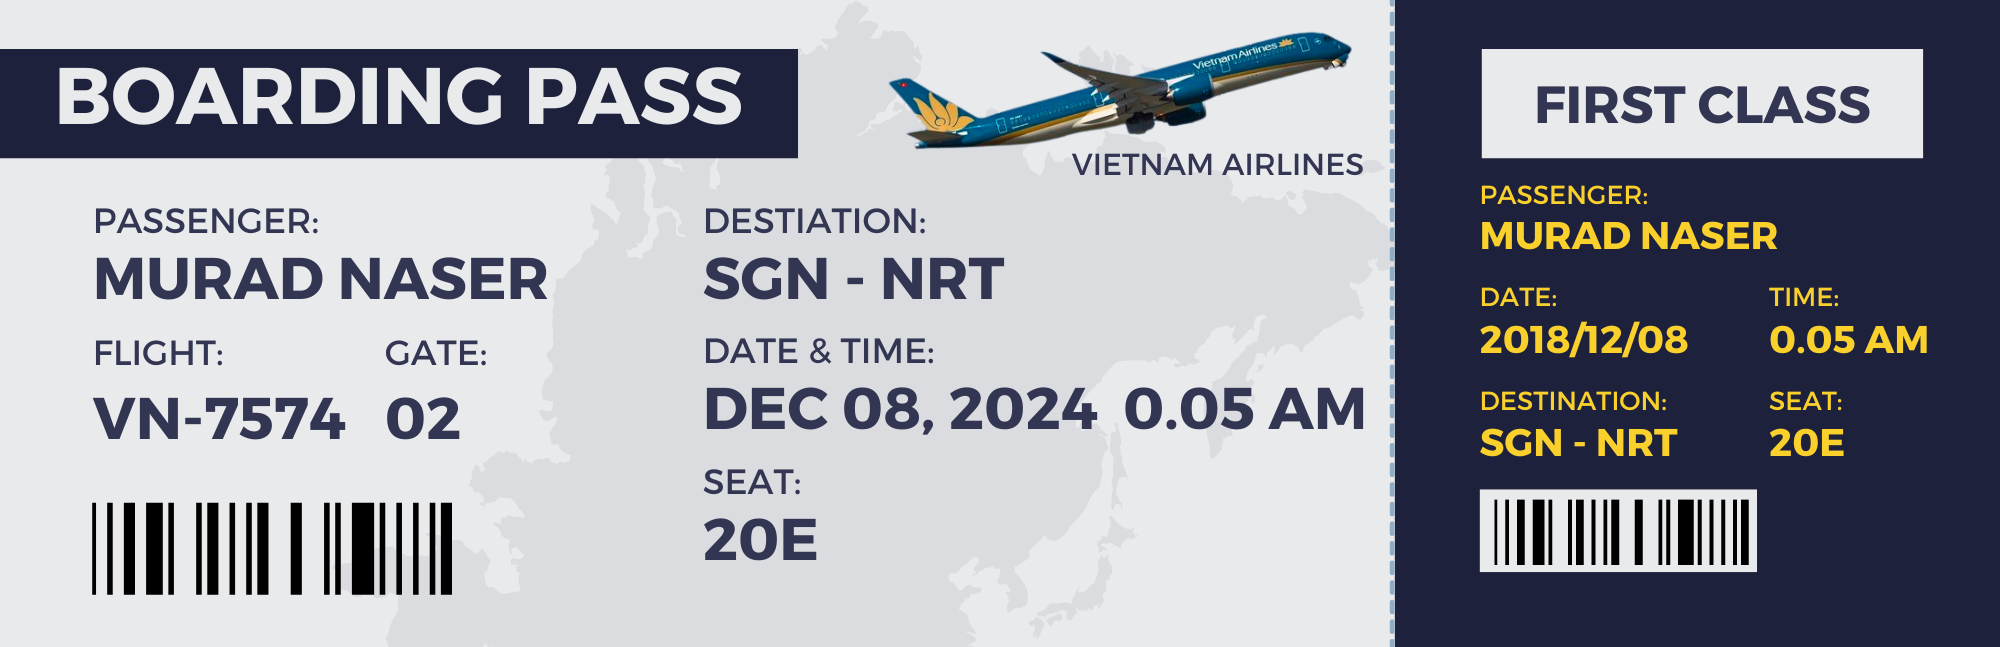 BOARDING PASS
Vietnam Airlines
VIETNAM AIRLINES
PASSENGER:
MURAD NASER
FLIGHT:
GATE:
VN-7574
02
DESTIATION:
SGN - NRT
DATE & TIME:
DEC 08, 2024 0.05 AM
SEAT:
20E
FIRST CLASS
PASSENGER:
MURAD NASER
DATE:
TIME:
2018/12/08
0.05 AM
DESTINATION:
SEAT:
SGN - NRT
20E